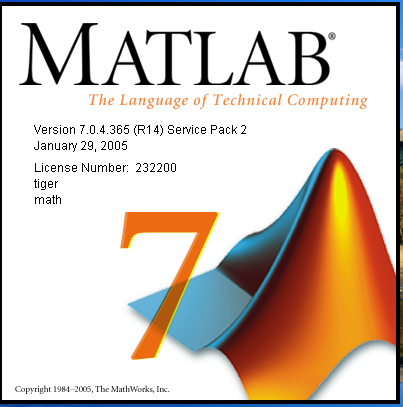 MATLAB®
The Language of Technical Computing
Version 7.0.4.365 (R14) Service Pack 2
January 29, 2005
License Number: 232200
tiger
math
7
Copyright 1984–2005, The MathWorks, Inc.